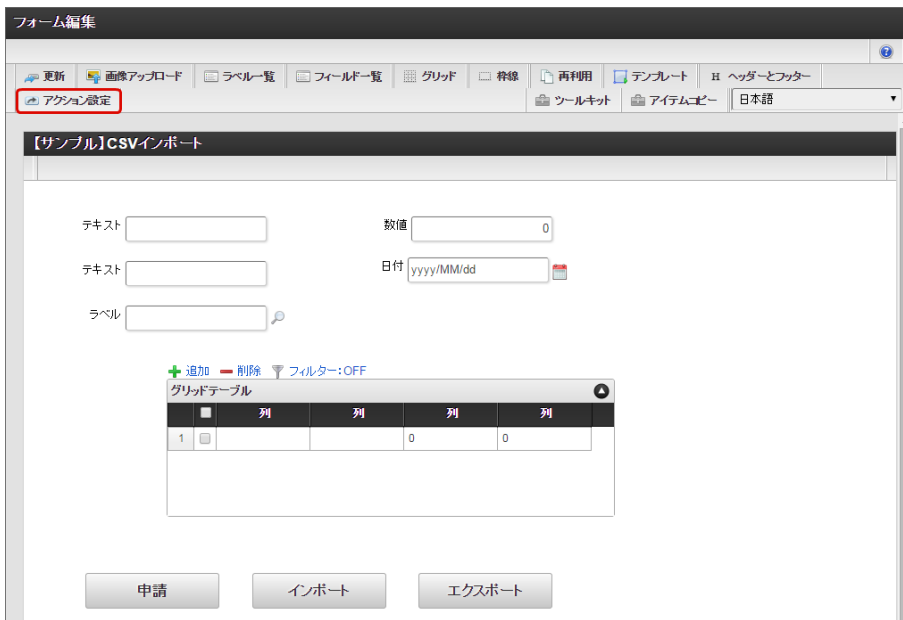 フォーム編集
更新 画像アップロード ラベル一覧 フィールド一覧 グリッド 枠線 再利用 テンプレート H ヘッダーとフッター
アクション設定 ツールキット アイテムコピー 日本語
【サンプル】CSVインポート
テキスト 数値 0
テキスト 日付 yyyy/MM/dd
ラベル
追加 削除 フィルター:OFF
グリッドテーブル
列 列 列 列
1 0 0
申請 インポート エクスポート